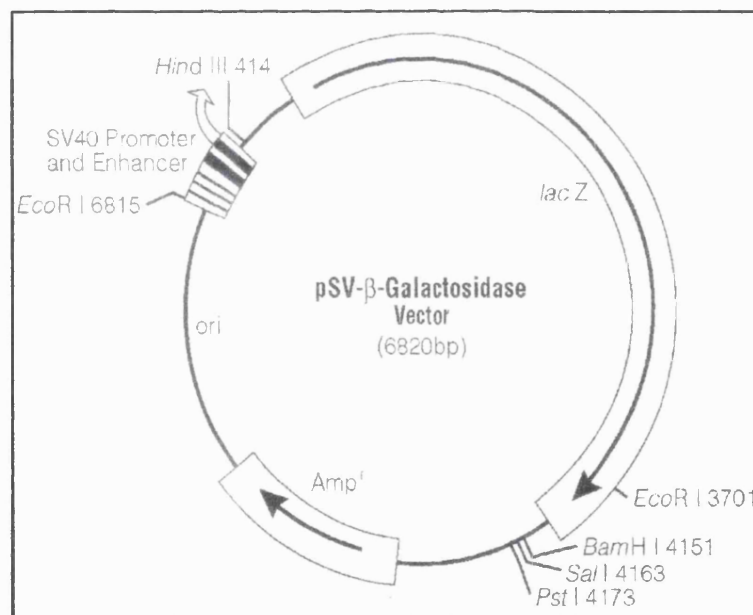 Hind III 414
SV40 Promoter
and Enhancer
EcoR I 6815
lac Z
pSV-β-Galactosidase
Vector
(6820bp)
ori
Ampʳ
EcoR I 3701
BamH I 4151
Sal I 4163
Pst I 4173